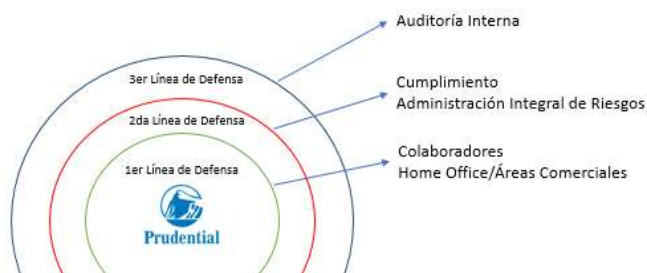 Auditoría Interna
3er Línea de Defensa
Cumplimiento
Administración Integral de Riesgos
2da Línea de Defensa
Colaboradores
Home Office/Áreas Comerciales
1er Línea de Defensa
Prudential